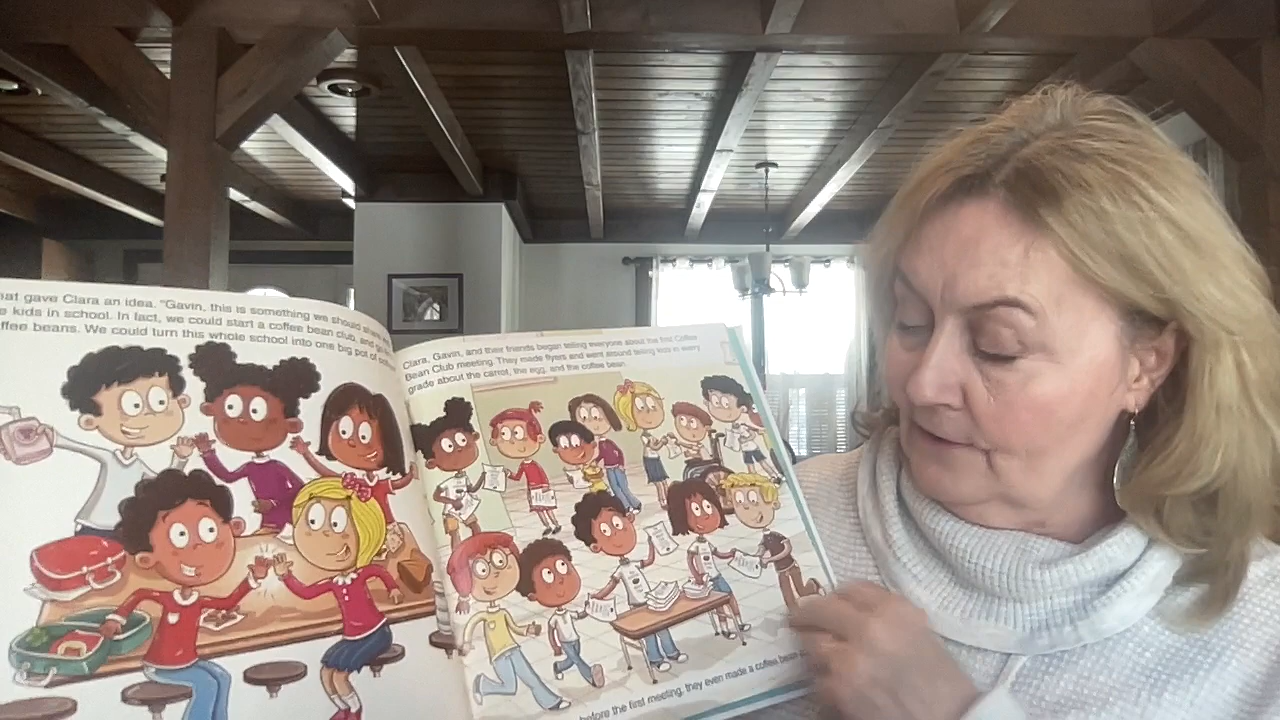 gave Clara an idea. "Gavin, this is something we should
kids in school. In fact, we could start a coffee bean club, and
beans. We could turn this whole school into one big pot of
Clara, Gavin, and their friends began telling everyone about the first Coffee
Bean Club meeting. They made flyers and went around telling kids in every
grade about the carrot, the egg, and the coffee bean.
before the first meeting, they even made a coffee bean